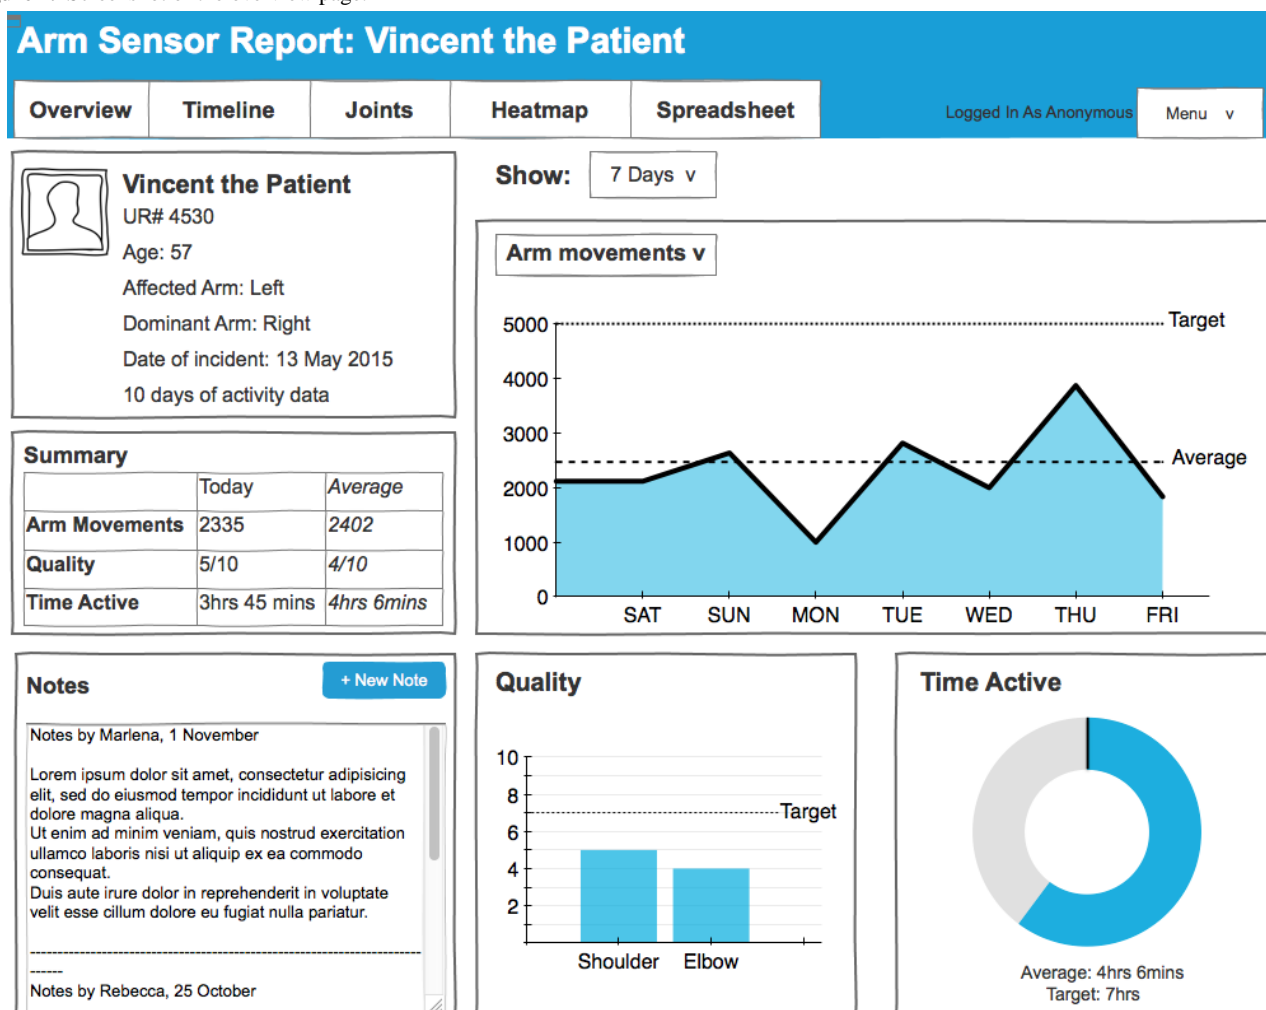 Arm Sensor Report: Vincent the Patient
Overview Timeline Joints Heatmap Spreadsheet
Logged In As Anonymous Menu v
Vincent the Patient
UR# 4530
Age: 57
Affected Arm: Left
Dominant Arm: Right
Date of incident: 13 May 2015
10 days of activity data
Show: 7 Days v
Arm movements v
5000 Target
4000
3000
Average
2000
1000
0
SAT SUN MON TUE WED THU FRI
Summary
Today Average
Arm Movements 2335 2402
Quality 5/10 4/10
Time Active 3hrs 45 mins 4hrs 6mins
Notes + New Note
Notes by Marlena, 1 November
Lorem ipsum dolor sit amet, consectetur adipisicing
elit, sed do eiusmod tempor incididunt ut labore et
dolore magna aliqua.
Ut enim ad minim veniam, quis nostrud exercitation
ullamco laboris nisi ut aliquip ex ea commodo
consequat.
Duis aute irure dolor in reprehenderit in voluptate
velit esse cillum dolore eu fugiat nulla pariatur.
Notes by Rebecca, 25 October
Quality
10
8
Target
6
4
2
Shoulder Elbow
Time Active
Average: 4hrs 6mins
Target: 7hrs